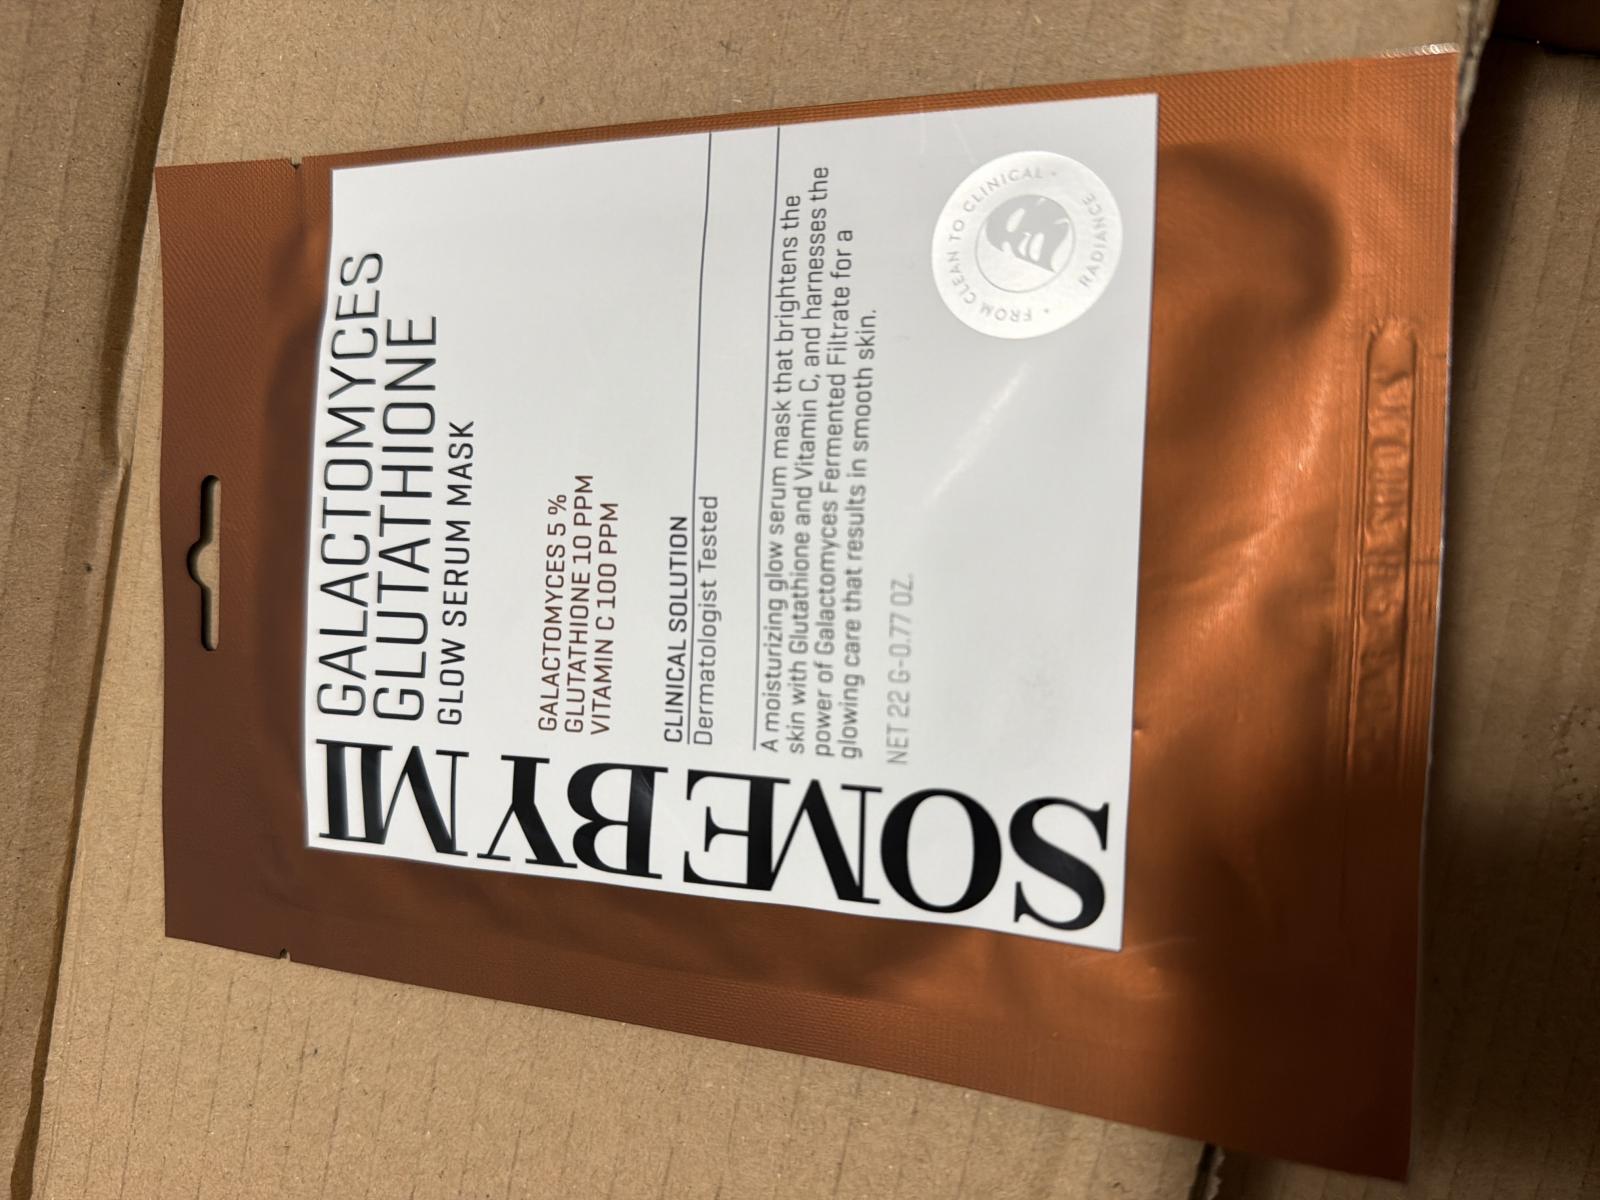 SOME BY MI
GALACTOMYCES
GLUTATHIONE
GLOW SERUM MASK
GALACTOMYCES 5 %
GLUTATHIONE 10 PPM
VITAMIN C 100 PPM
CLINICAL SOLUTION
Dermatologist Tested
A moisturizing glow serum mask that brightens the
skin with Glutathione and Vitamin C, and harnesses the
power of Galactomyces Fermented Filtrate for a
glowing care that results in smooth skin.
NET 22 G-0.77 OZ.
• FROM CLEAN TO CLINICAL • RADIANCE